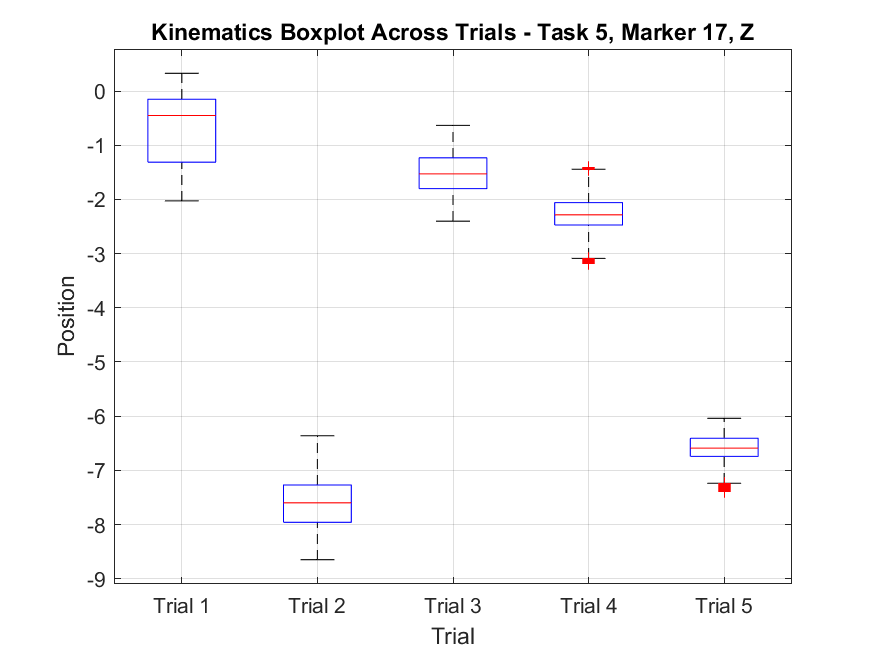 Kinematics Boxplot Across Trials - Task 5, Marker 17, Z
Position
0
-1
-2
-3
-4
-5
-6
-7
-8
-9
Trial 1 Trial 2 Trial 3 Trial 4 Trial 5
Trial